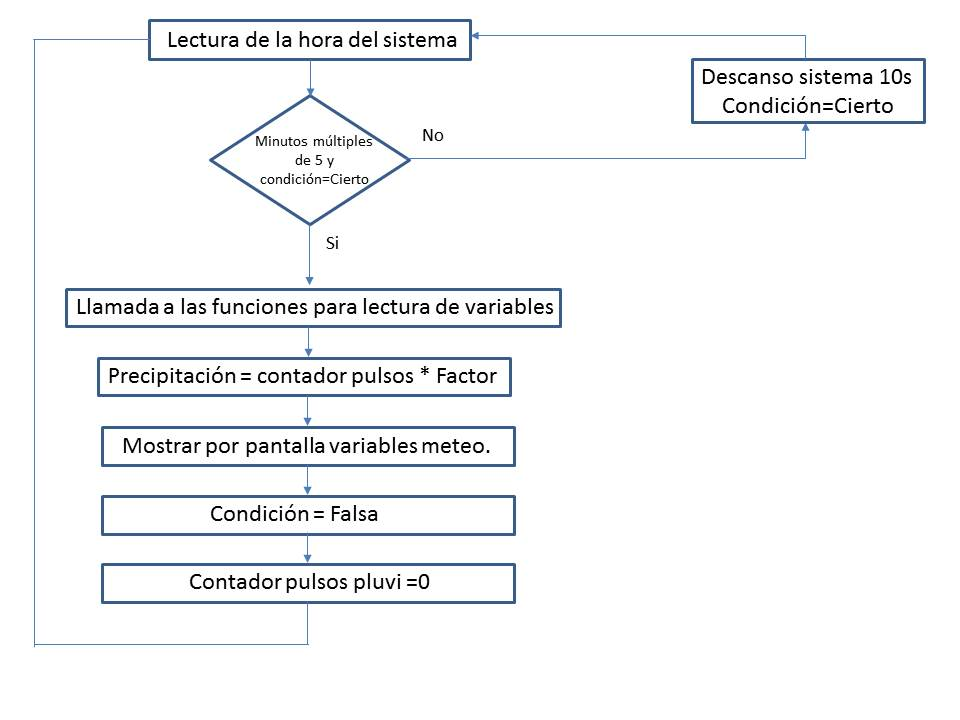 Lectura de la hora del sistema
Descanso sistema 10s
Condición=Cierto
Minutos múltiples
de 5 y
condición=Cierto
No
Si
Llamada a las funciones para lectura de variables
Precipitación = contador pulsos * Factor
Mostrar por pantalla variables meteo.
Condición = Falsa
Contador pulsos pluvi =0